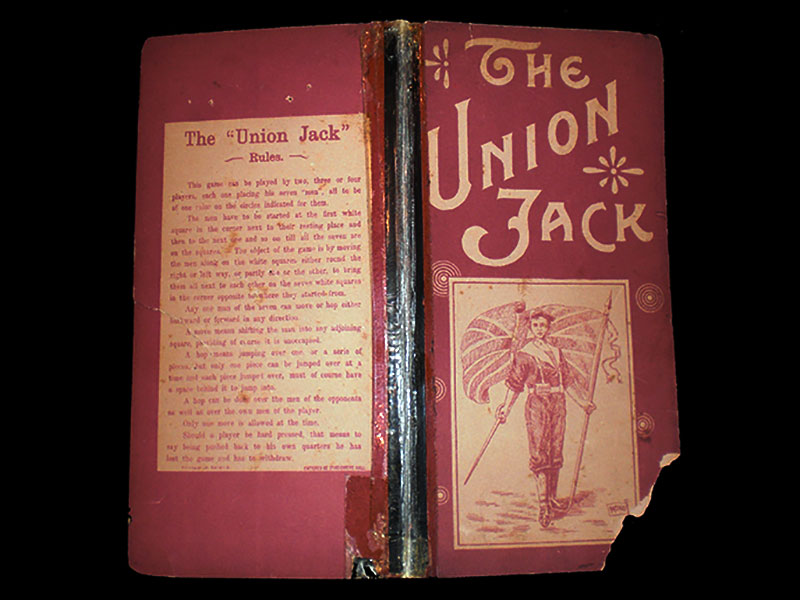 The "Union Jack"
Rules.
This game can be played by two, three or four
players, each one placing his seven "men", all to be
of one color on the circles indicated for them.
The men have to be started at the first white
square in the corner next to their resting place and
then to the next one and so on till all the seven are
on the squares. The object of the game is by moving
the men along on the white squares either round the
right or left way, or partly one or the other, to bring
them all next to each other on the seven white squares
in the corner opposite to where they started from.
Any one man of the seven can move or hop either
backward or forward in any direction.
A move means shifting the man into any adjoining
square, providing of course it is unoccupied.
A hop means jumping over one, or a serie of
pieces, but only one piece can be jumped over at a
time and each piece jumped over, must of course have
a space behind it to jump into.
A hop can be done over the men of the opponents
as well as over the own men of the player.
Only one move is allowed at the time.
Should a player be hard pressed, that means to
say being pushed back to his own quarters he has
lost the game and has to withdraw.
THE
UNION
JACK